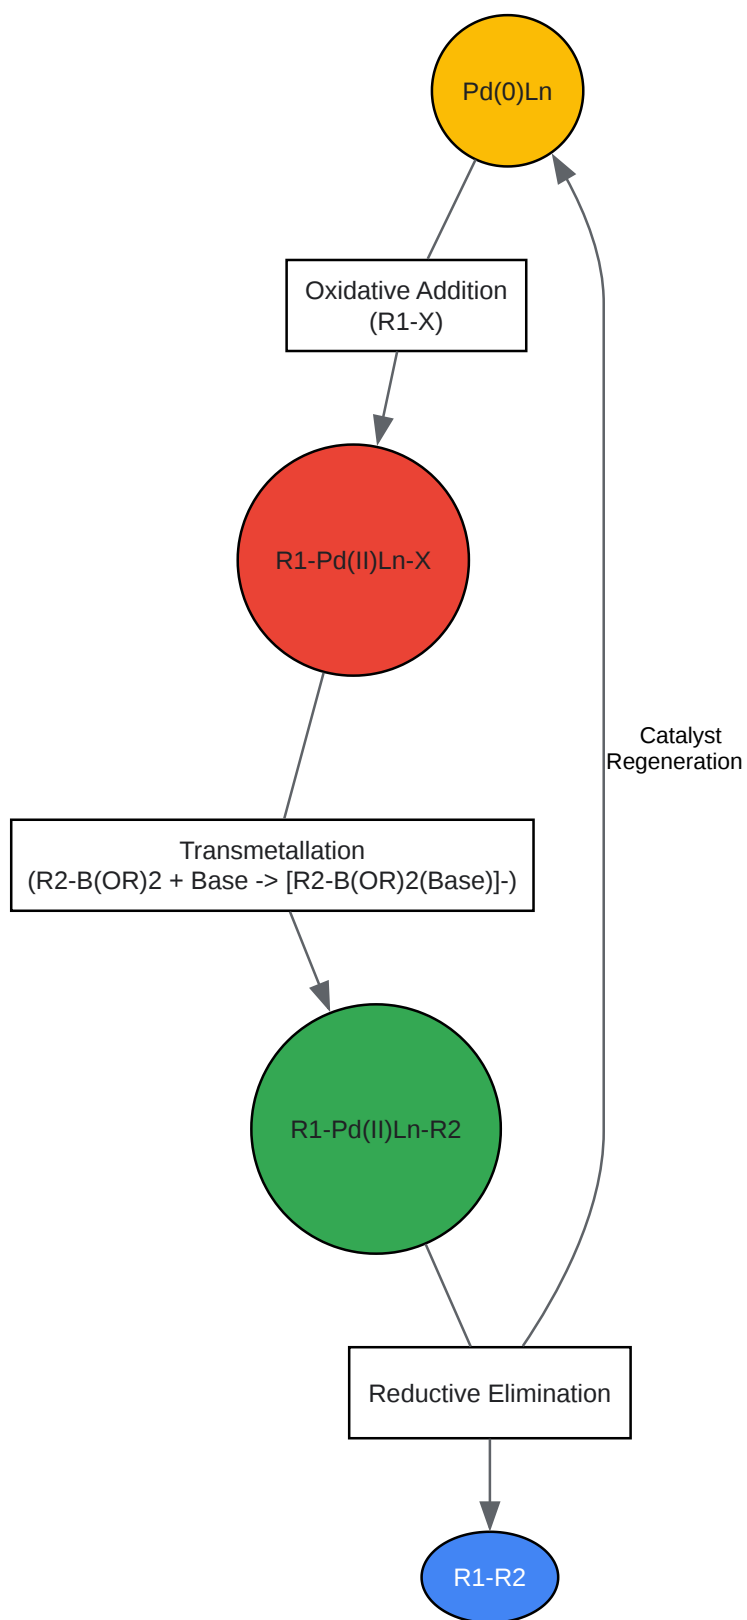 Pd(0)Ln
Oxidative Addition
(R1-X)
R1-Pd(II)Ln-X
Catalyst
Regeneration
Transmetallation
(R2-B(OR)2 + Base -> [R2-B(OR)2(Base)]-)
R1-Pd(II)Ln-R2
Reductive Elimination
R1-R2